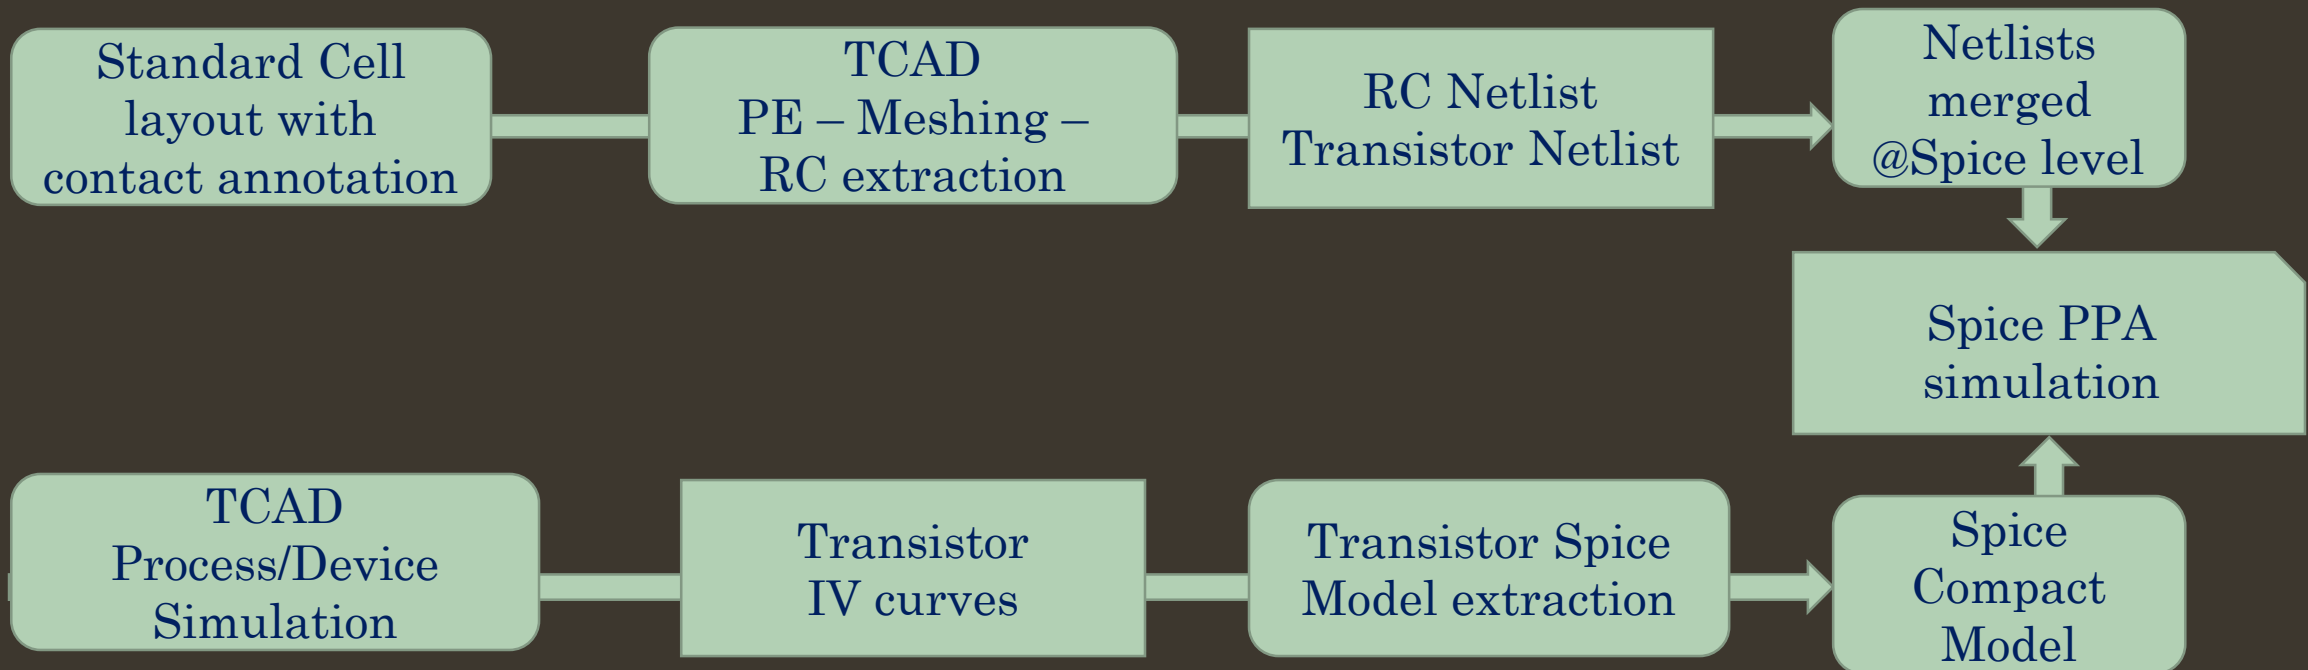 Standard Cell
layout with
contact annotation
TCAD
PE – Meshing –
RC extraction
RC Netlist
Transistor Netlist
Netlists
merged
@Spice level
Spice PPA
simulation
TCAD
Process/Device
Simulation
Transistor
IV curves
Transistor Spice
Model extraction
Spice
Compact
Model